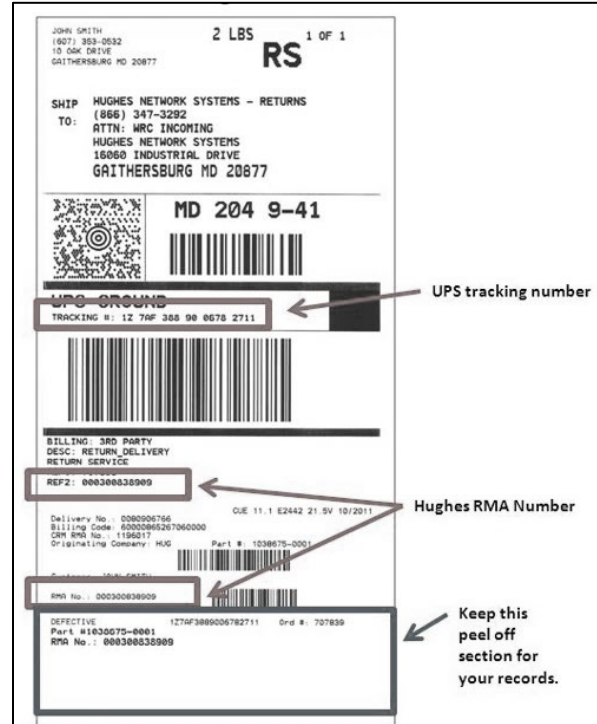 JOHN SMITH
(607) 353-0532
10 OAK DRIVE
GAITHERSBURG MD 20877
2 LBS
1 OF 1
RS
SHIP TO:
HUGHES NETWORK SYSTEMS - RETURNS
(866) 347-3292
ATTN: WRC INCOMING
HUGHES NETWORK SYSTEMS
16060 INDUSTRIAL DRIVE
GAITHERSBURG MD 20877
MD 204 9-41
UPS GROUND
TRACKING #: 1Z 7AF 388 90 0678 2711
UPS tracking number
BILLING: 3RD PARTY
DESC: RETURN_DELIVERY
RETURN SERVICE
REF2: 000300838909
Hughes RMA Number
CUE 11.1 E2442 21.5V 10/2011
Delivery No.: 0080906766
Billing Code: 60000865267060000
CRM RMA No.: 1196017
Originating Company: HUG Part #: 1038675-0001
RMA No.: 000300838909
DEFECTIVE 1Z7AF3889006782711 Ord #: 707839
Part #1038675-0001
RMA No.: 000300838909
Keep this
peel off
section for
your records.